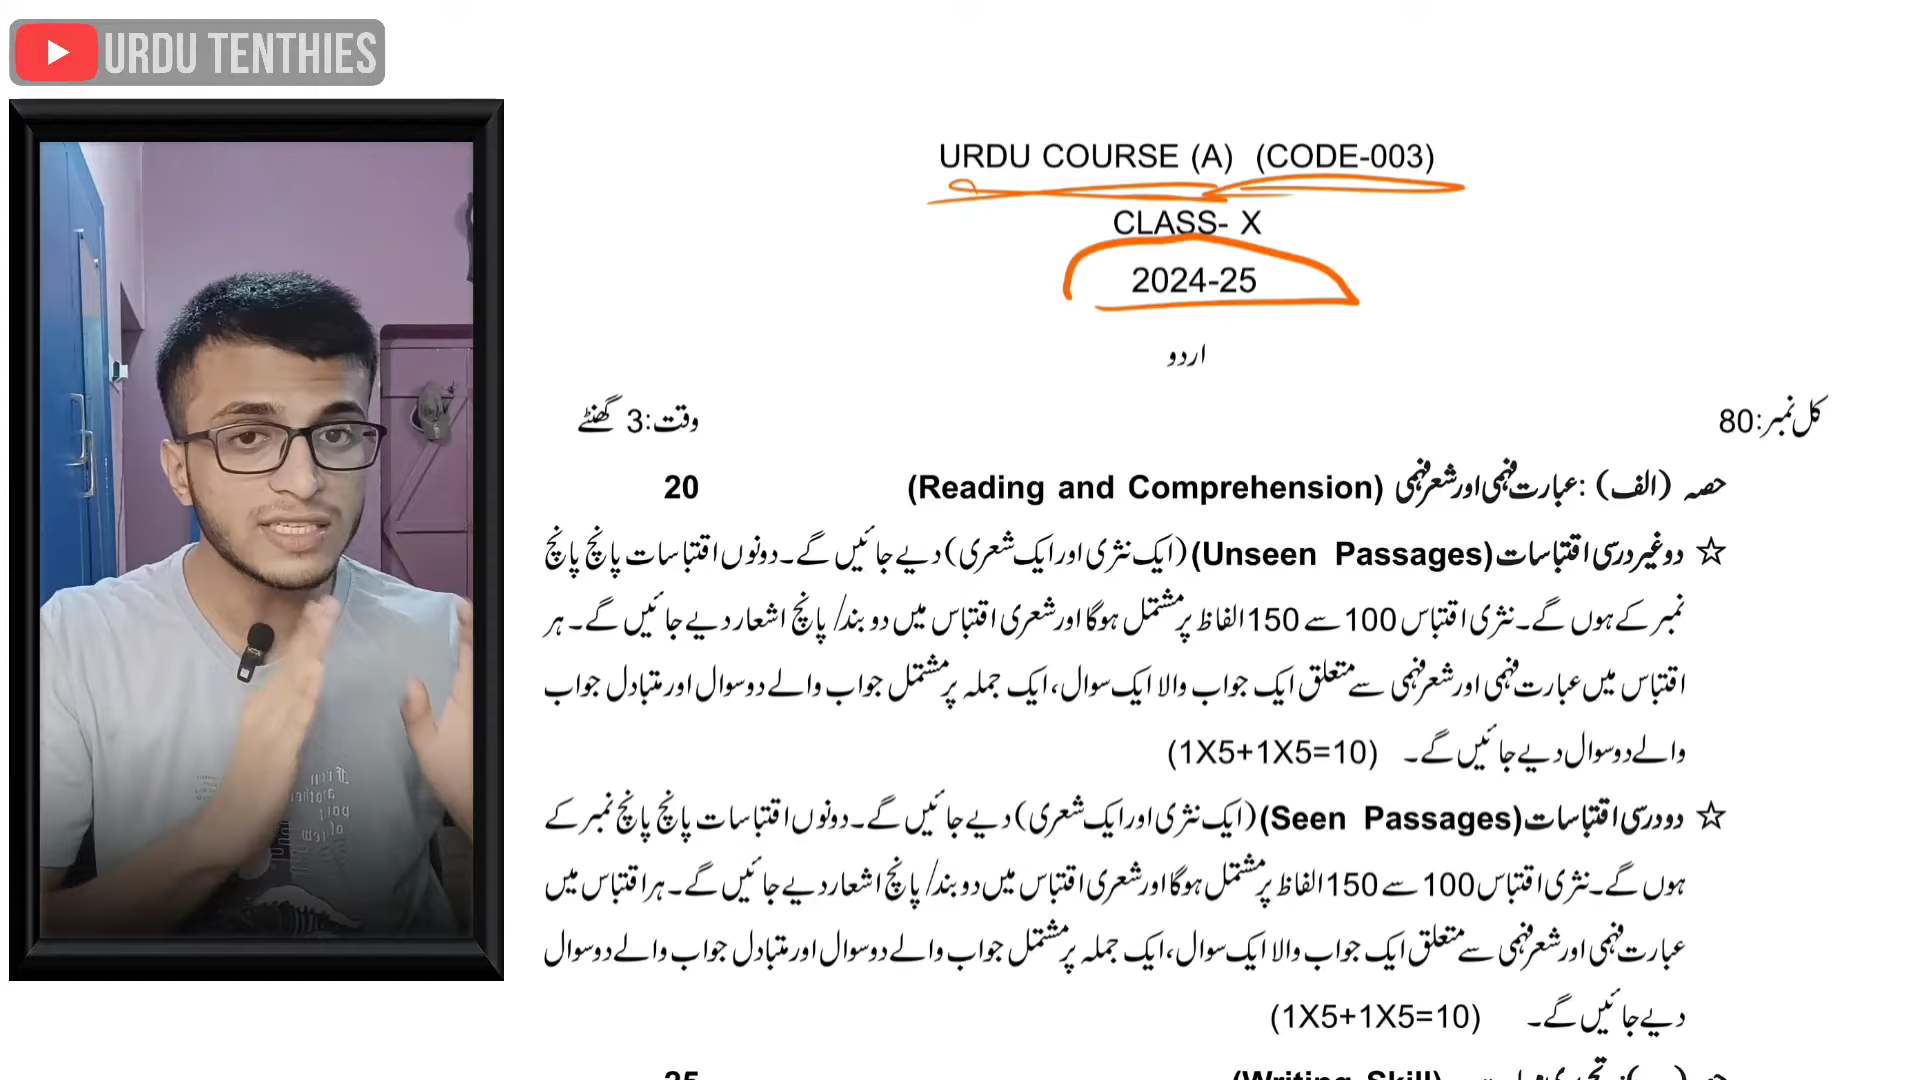 URDU TENTHIES
URDU COURSE (A) (CODE-003)
CLASS- X
2024-25
اردو
کل نمبر:80 وقت:3 گھنٹے
حصہ (الف) :عبارت فہمی اور شعر فہمی (Reading and Comprehension) 20
☆ دو غیر درسی اقتباسات (Unseen Passages) (ایک نثری اور ایک شعری) دیے جائیں گے۔ دونوں اقتباسات پانچ پانچ
نمبر کے ہوں گے۔ نثری اقتباس 100 سے 150 الفاظ پر مشتمل ہوگا اور شعری اقتباس میں دو بند/ پانچ اشعار دیے جائیں گے۔ ہر
اقتباس میں عبارت فہمی اور شعر فہمی سے متعلق ایک جواب والا ایک سوال، ایک جملہ پر مشتمل جواب والے دو سوال اور متبادل جواب
والے دو سوال دیے جائیں گے۔ (1X5+1X5=10)
☆ دو درسی اقتباسات (Seen Passages) (ایک نثری اور ایک شعری) دیے جائیں گے۔ دونوں اقتباسات پانچ پانچ نمبر کے
ہوں گے۔ نثری اقتباس 100 سے 150 الفاظ پر مشتمل ہوگا اور شعری اقتباس میں دو بند/ پانچ اشعار دیے جائیں گے۔ ہر اقتباس میں
عبارت فہمی اور شعر فہمی سے متعلق ایک جواب والا ایک سوال، ایک جملہ پر مشتمل جواب والے دو سوال اور متبادل جواب والے دو سوال
دیے جائیں گے۔ (1X5+1X5=10)
(Writing Skill) 25